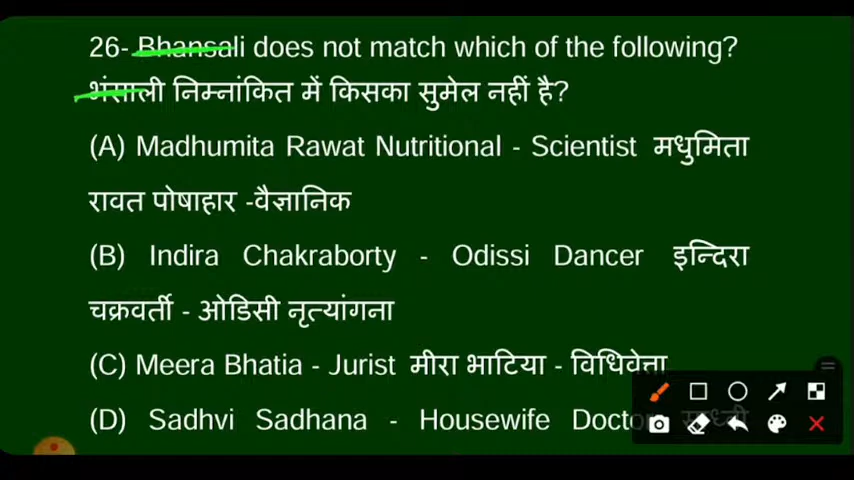 26- Bhansali does not match which of the following?
भंसाली निम्नांकित में किसका सुमेल नहीं है?
(A) Madhumita Rawat Nutritional - Scientist मधुमिता
रावत पोषाहार -वैज्ञानिक
(B) Indira Chakraborty - Odissi Dancer इन्दिरा
चक्रवर्ती - ओडिसी नृत्यांगना
(C) Meera Bhatia - Jurist मीरा भाटिया - विधिवेत्ता
(D) Sadhvi Sadhana - Housewife